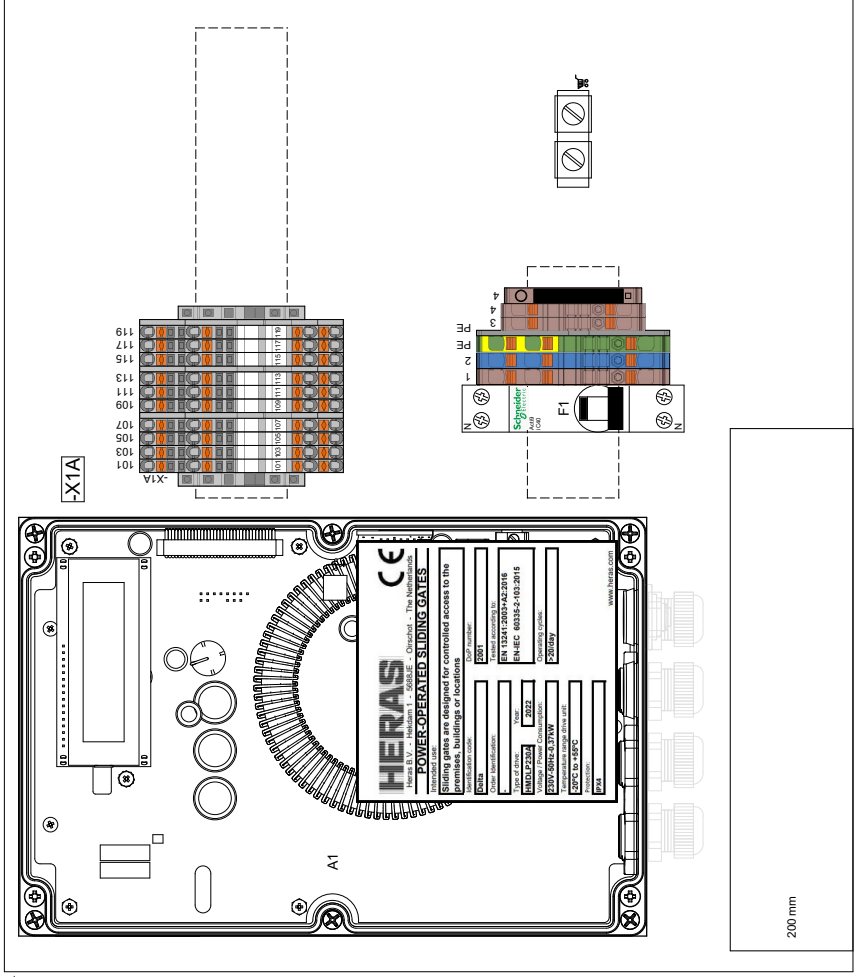 119
117
115
113
111
109
107
105
103
101
-X1A
119
117
115
113
111
109
107
105
103
101
-X1A
4
4
3
PE
PE
2
1
N
N
Schneider
Electric
Acti9
iC40
F1
HERAS
CE
Heras B.V. - Hekdam 1 - 5688JE - Oirschot - The Netherlands
POWER-OPERATED SLIDING GATES
Intended use:
Sliding gates are designed for controlled access to the
premises, buildings or locations
Identification code:
Delta
DoP number:
2001
Order Identification:
-
Tested according to:
EN 13241:2003+A2:2016
EN-IEC 60335-2-103:2015
Type of drive:
HMDLP230A
Year:
2022
Voltage / Power Consumption:
230V-50Hz-0,37kW
Operating cycles:
>20/day
Temperature range drive unit:
-20ºC to +55ºC
Protection:
IPX4
www.heras.com
A1
200 mm